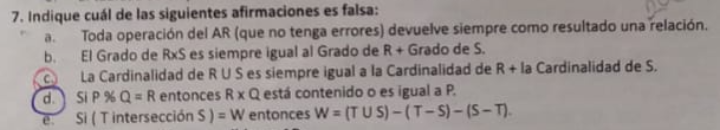 7. Indique cuál de las siguientes afirmaciones es falsa:
a. Toda operación del AR (que no tenga errores) devuelve siempre como resultado una relación.
b. El Grado de RxS es siempre igual al Grado de R + Grado de S.
c. La Cardinalidad de R U S es siempre igual a la Cardinalidad de R + la Cardinalidad de S.
d. Si P % Q = R entonces R x Q está contenido o es igual a P.
e. Si ( T intersección S ) = W entonces W = (T U S) – ( T – S) – (S – T).